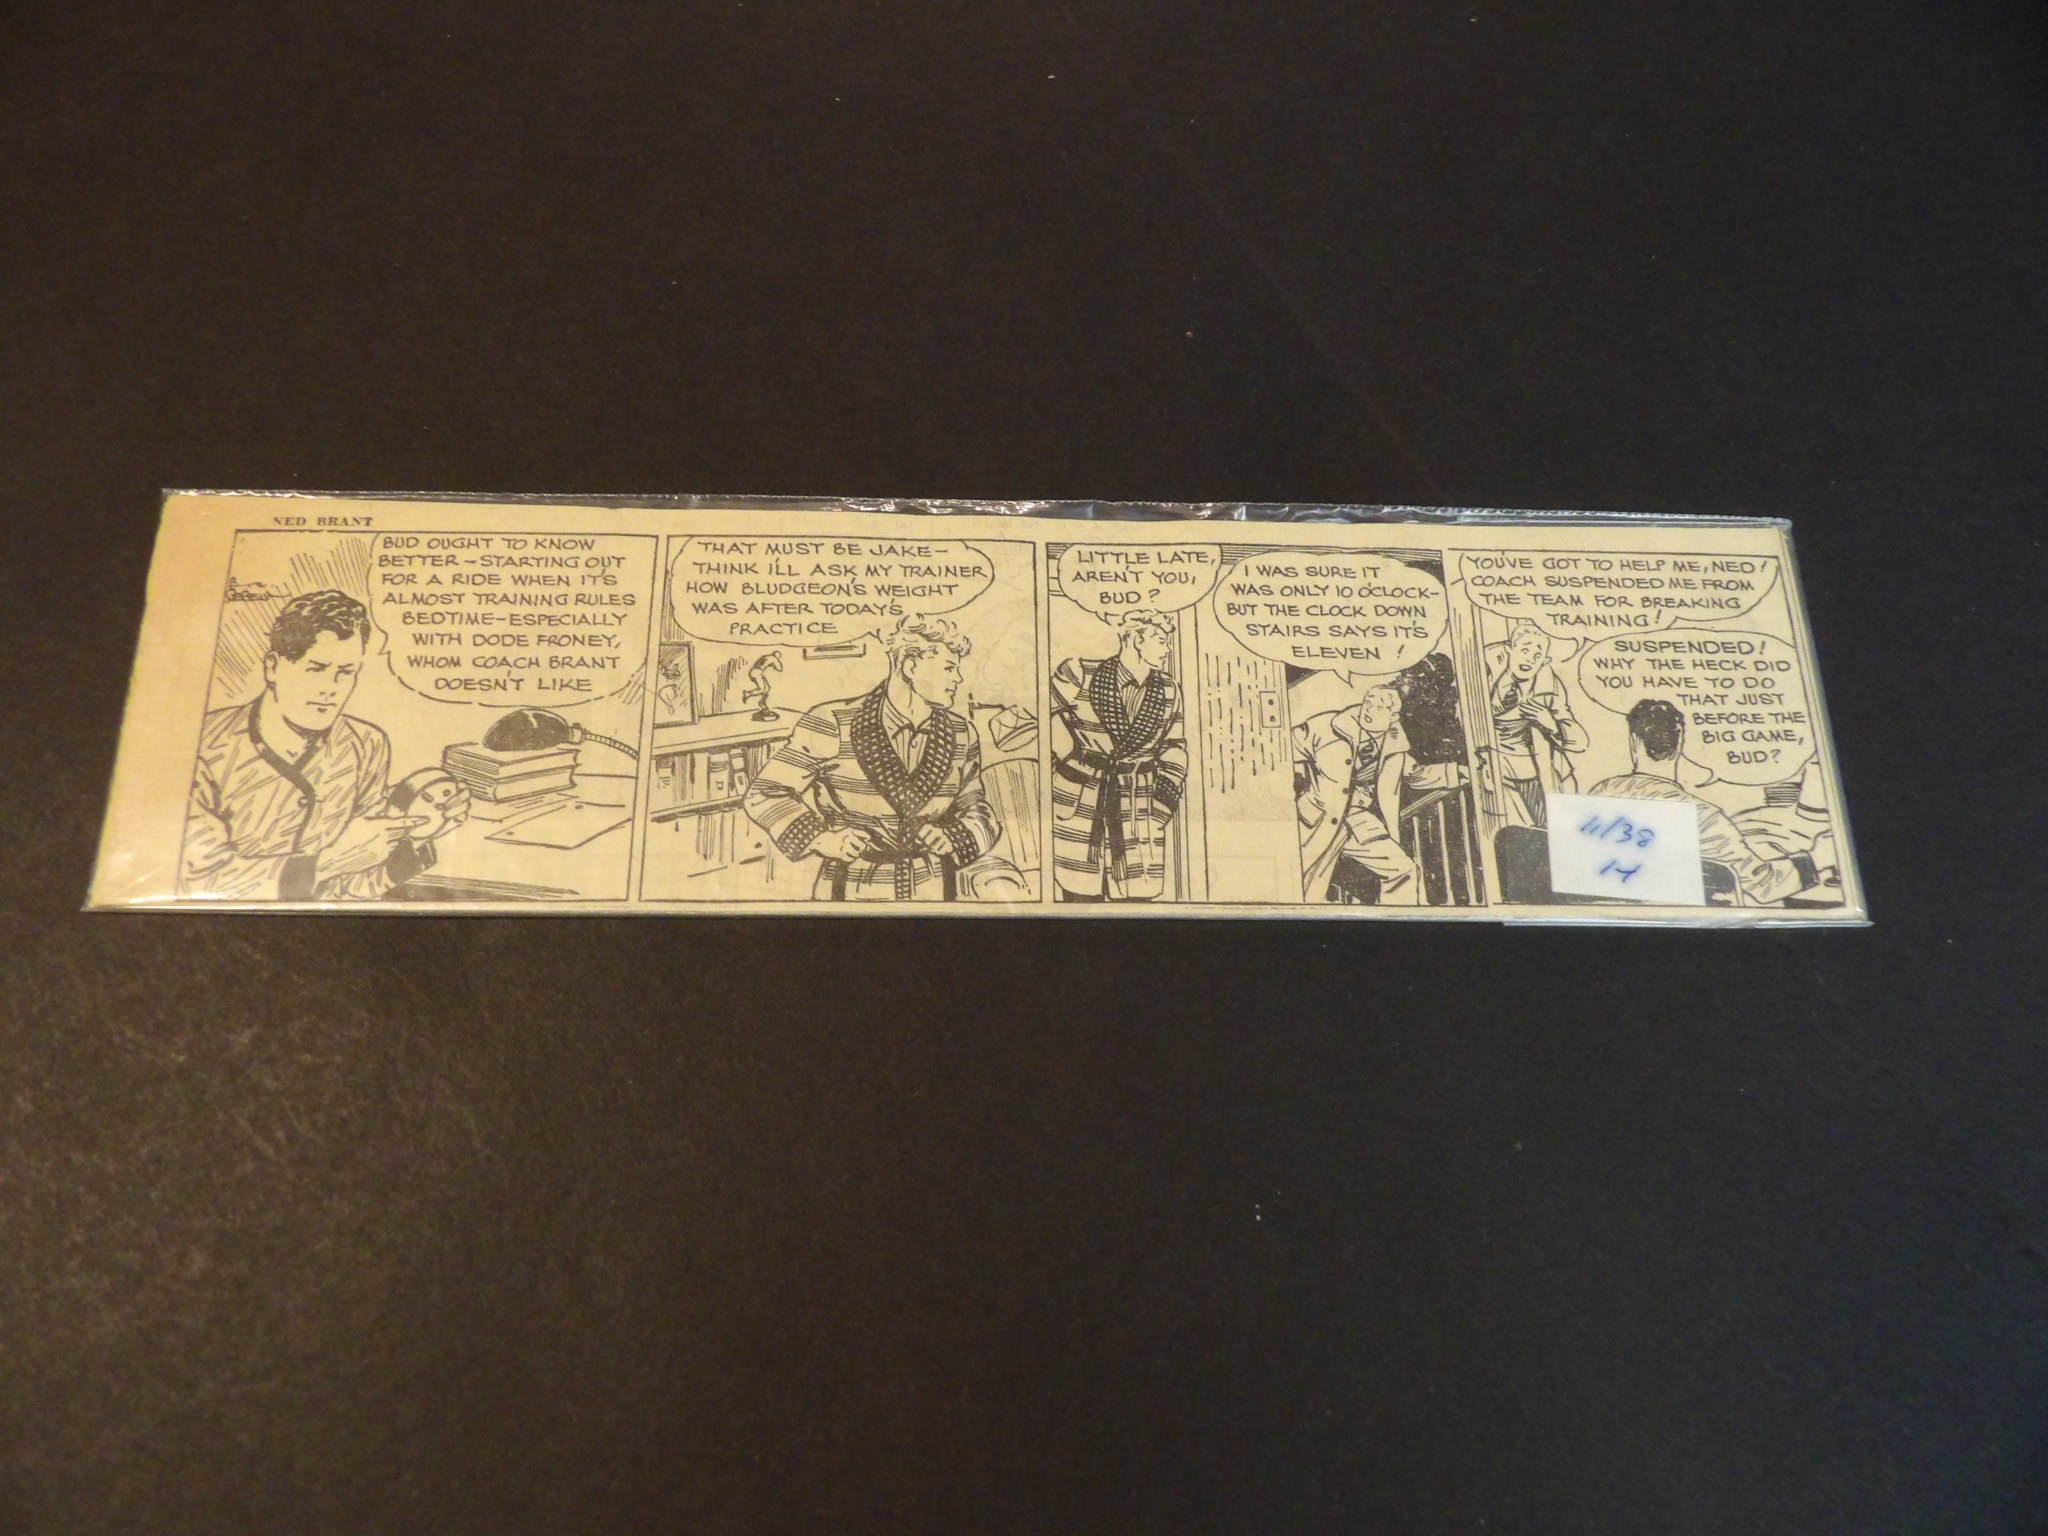 NED BRANT
BUD OUGHT TO KNOW
BETTER - STARTING OUT
FOR A RIDE WHEN IT'S
ALMOST TRAINING RULES
BEDTIME - ESPECIALLY
WITH DODE FRONEY,
WHOM COACH BRANT
DOESN'T LIKE
THAT MUST BE JAKE -
THINK I'LL ASK MY TRAINER
HOW BLUDGEON'S WEIGHT
WAS AFTER TODAY'S
PRACTICE
LITTLE LATE,
AREN'T YOU,
BUD?
I WAS SURE IT
WAS ONLY 10 O'CLOCK -
BUT THE CLOCK DOWN
STAIRS SAYS IT'S
ELEVEN!
YOU'VE GOT TO HELP ME, NED!
COACH SUSPENDED ME FROM
THE TEAM FOR BREAKING
TRAINING!
SUSPENDED!
WHY THE HECK DID
YOU HAVE TO DO
THAT JUST
BEFORE THE
BIG GAME,
BUD?
11/38